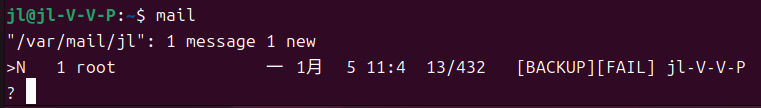 jl@jl-V-V-P:~$ mail
"/var/mail/jl": 1 message 1 new
>N   1 root               一 1月  5 11:4  13/432   [BACKUP][FAIL] jl-V-V-P
?